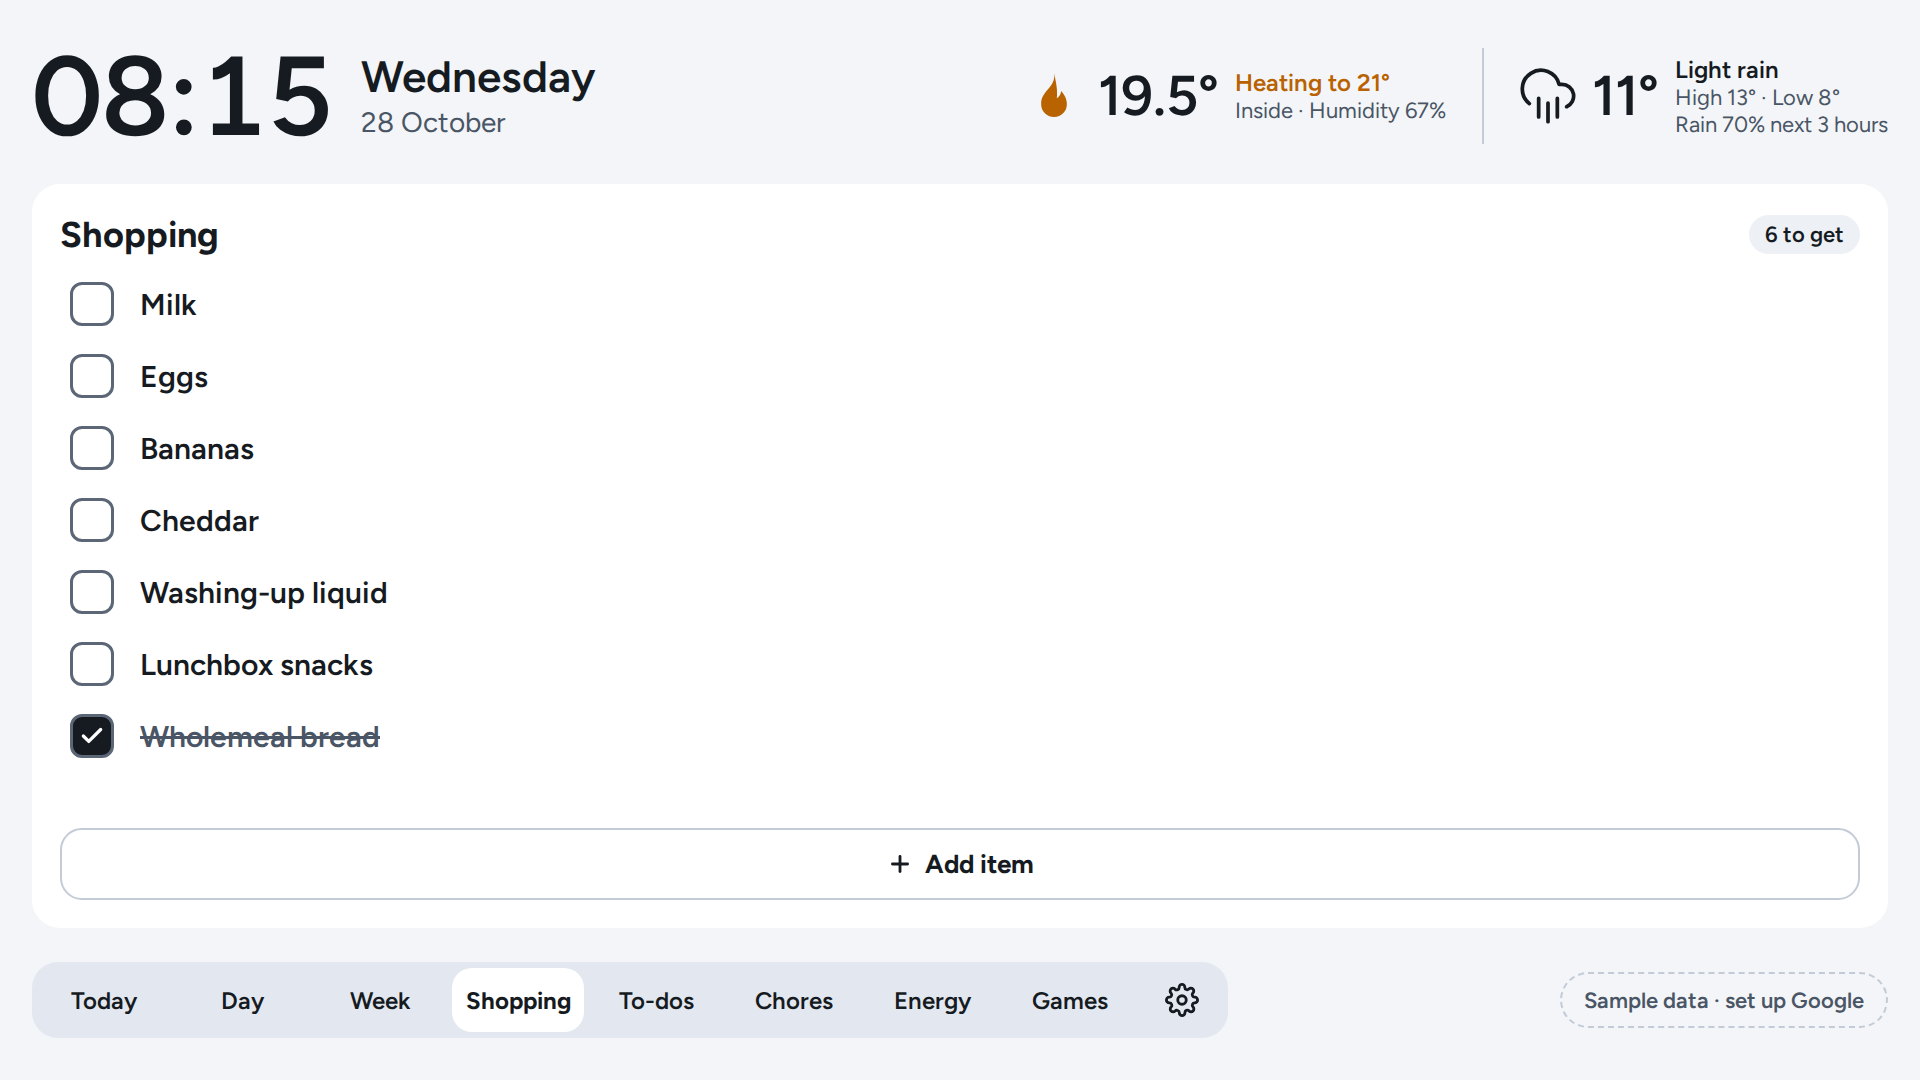 08:15
Wednesday
28 October
19.5°
Heating to 21°
Inside · Humidity 67%
11°
Light rain
High 13° · Low 8°
Rain 70% next 3 hours
Shopping
6 to get
Milk
Eggs
Bananas
Cheddar
Washing-up liquid
Lunchbox snacks
Wholemeal bread
+ Add item
Today
Day
Week
Shopping
To-dos
Chores
Energy
Games
Sample data · set up Google